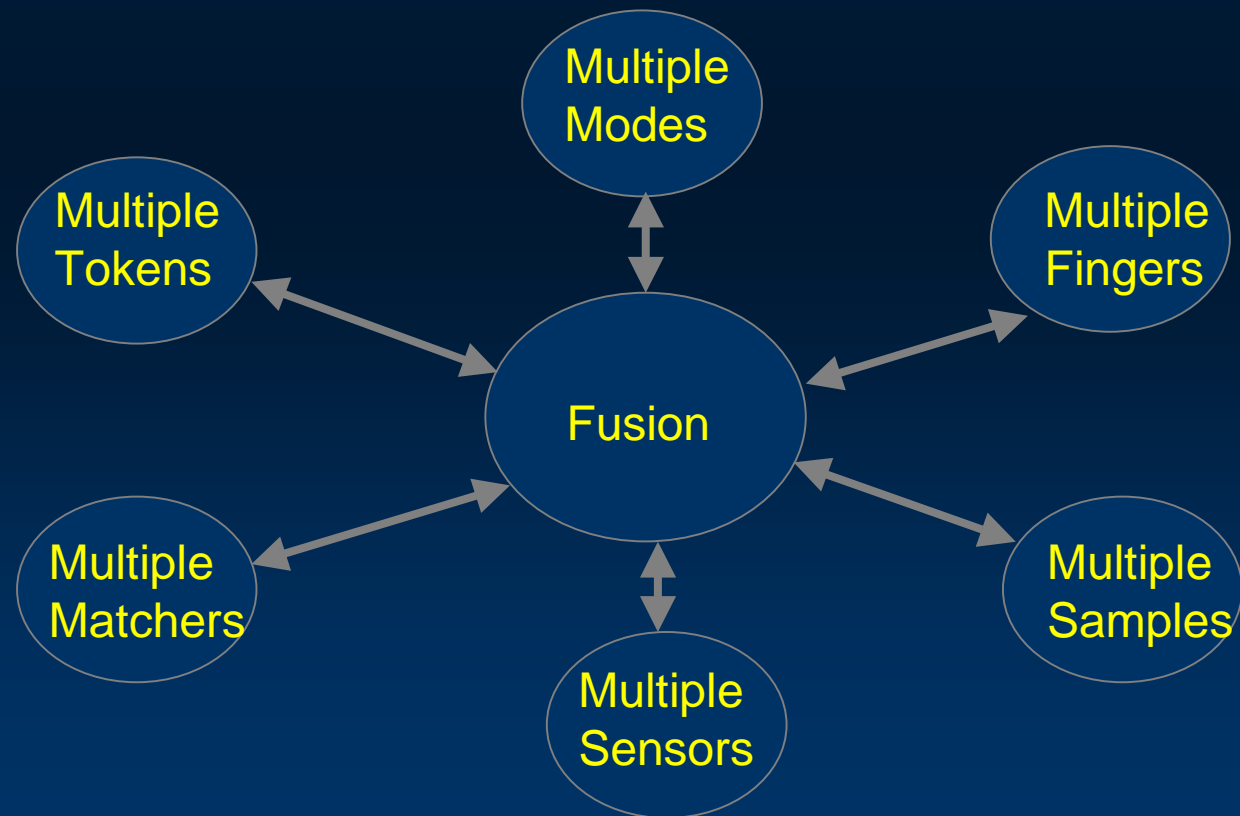 Multiple
Modes
Multiple
Tokens
Multiple
Fingers
Fusion
Multiple
Matchers
Multiple
Samples
Multiple
Sensors